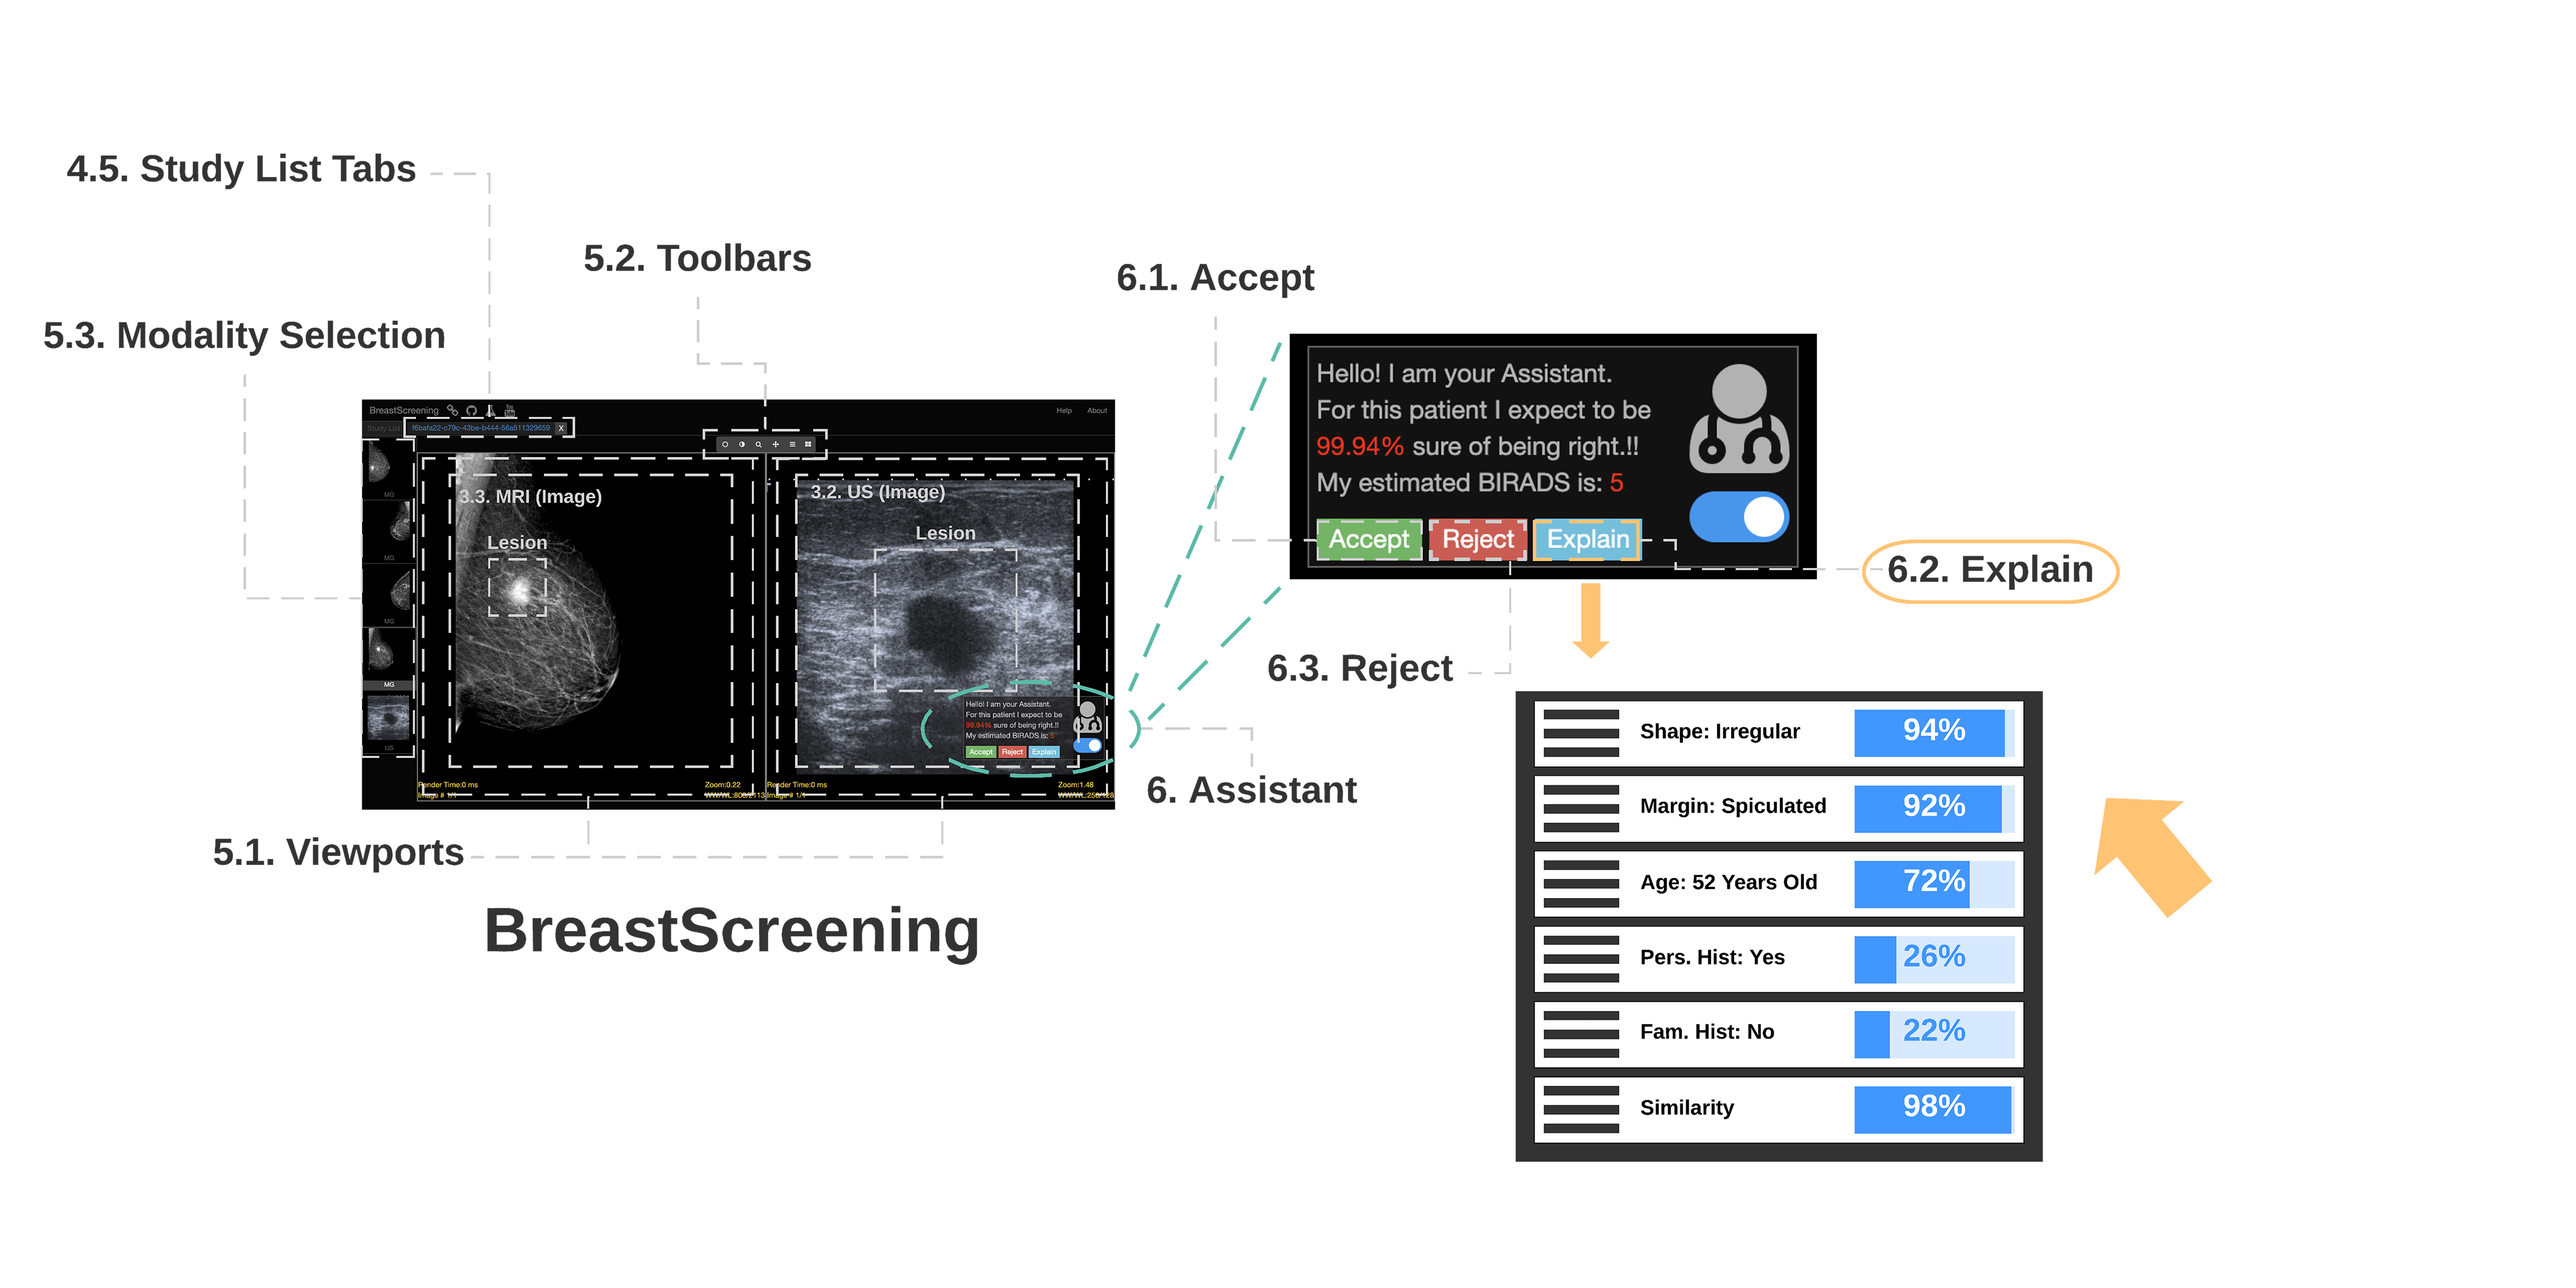 4.5. Study List Tabs
5.2. Toolbars
5.3. Modality Selection
6.1. Accept
BreastScreening
Help
About
Study List
f6bafa22-c79c-43be-b444-56a511329659
X
MG
MG
MG
MG
US
3.3. MRI (Image)
Lesion
3.2. US (Image)
Lesion
Hello! I am your Assistant.
For this patient I expect to be
99.94% sure of being right.!!
My estimated BIRADS is: 5
Accept
Reject
Explain
Render Time:0 ms
Image # 1/1
Zoom:0.22
Render Time:0 ms
Image # 1/1
Zoom:1.48
5.1. Viewports
BreastScreening
6. Assistant
Hello! I am your Assistant.
For this patient I expect to be
99.94% sure of being right.!!
My estimated BIRADS is: 5
Accept
Reject
Explain
6.2. Explain
6.3. Reject
Shape: Irregular 94%
Margin: Spiculated 92%
Age: 52 Years Old 72%
Pers. Hist: Yes 26%
Fam. Hist: No 22%
Similarity 98%